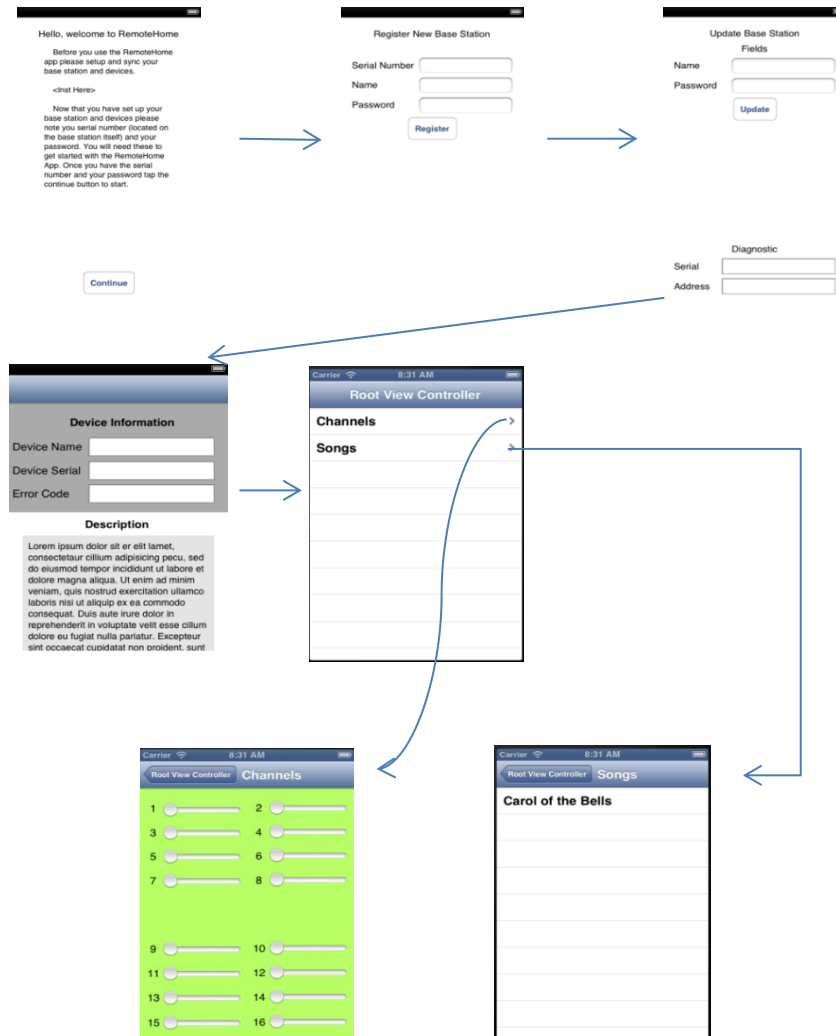 Hello, welcome to RemoteHome
Before you use the RemoteHome
app please setup and sync your
base station and devices.
<Inst Here>
Now that you have set up your
base station and devices please
note you serial number (located on
the base station itself) and your
password. You will need these to
get started with the RemoteHome
App. Once you have the serial
number and your password tap the
continue button to start.
Continue
Register New Base Station
Serial Number
Name
Password
Register
Update Base Station
Fields
Name
Password
Update
Diagnostic
Serial
Address
Device Information
Device Name
Device Serial
Error Code
Description
Lorem ipsum dolor sit er elit lamet,
consectetaur cillium adipisicing pecu, sed
do eiusmod tempor incididunt ut labore et
dolore magna aliqua. Ut enim ad minim
veniam, quis nostrud exercitation ullamco
laboris nisi ut aliquip ex ea commodo
consequat. Duis aute irure dolor in
reprehenderit in voluptate velit esse cillum
dolore eu fugiat nulla pariatur. Excepteur
sint occaecat cupidatat non proident, sunt
Carrier 8:31 AM
Root View Controller
Channels
Songs
Carrier 8:31 AM
Root View Controller Channels
1 2
3 4
5 6
7 8
9 10
11 12
13 14
15 16
Carrier 8:31 AM
Root View Controller Songs
Carol of the Bells